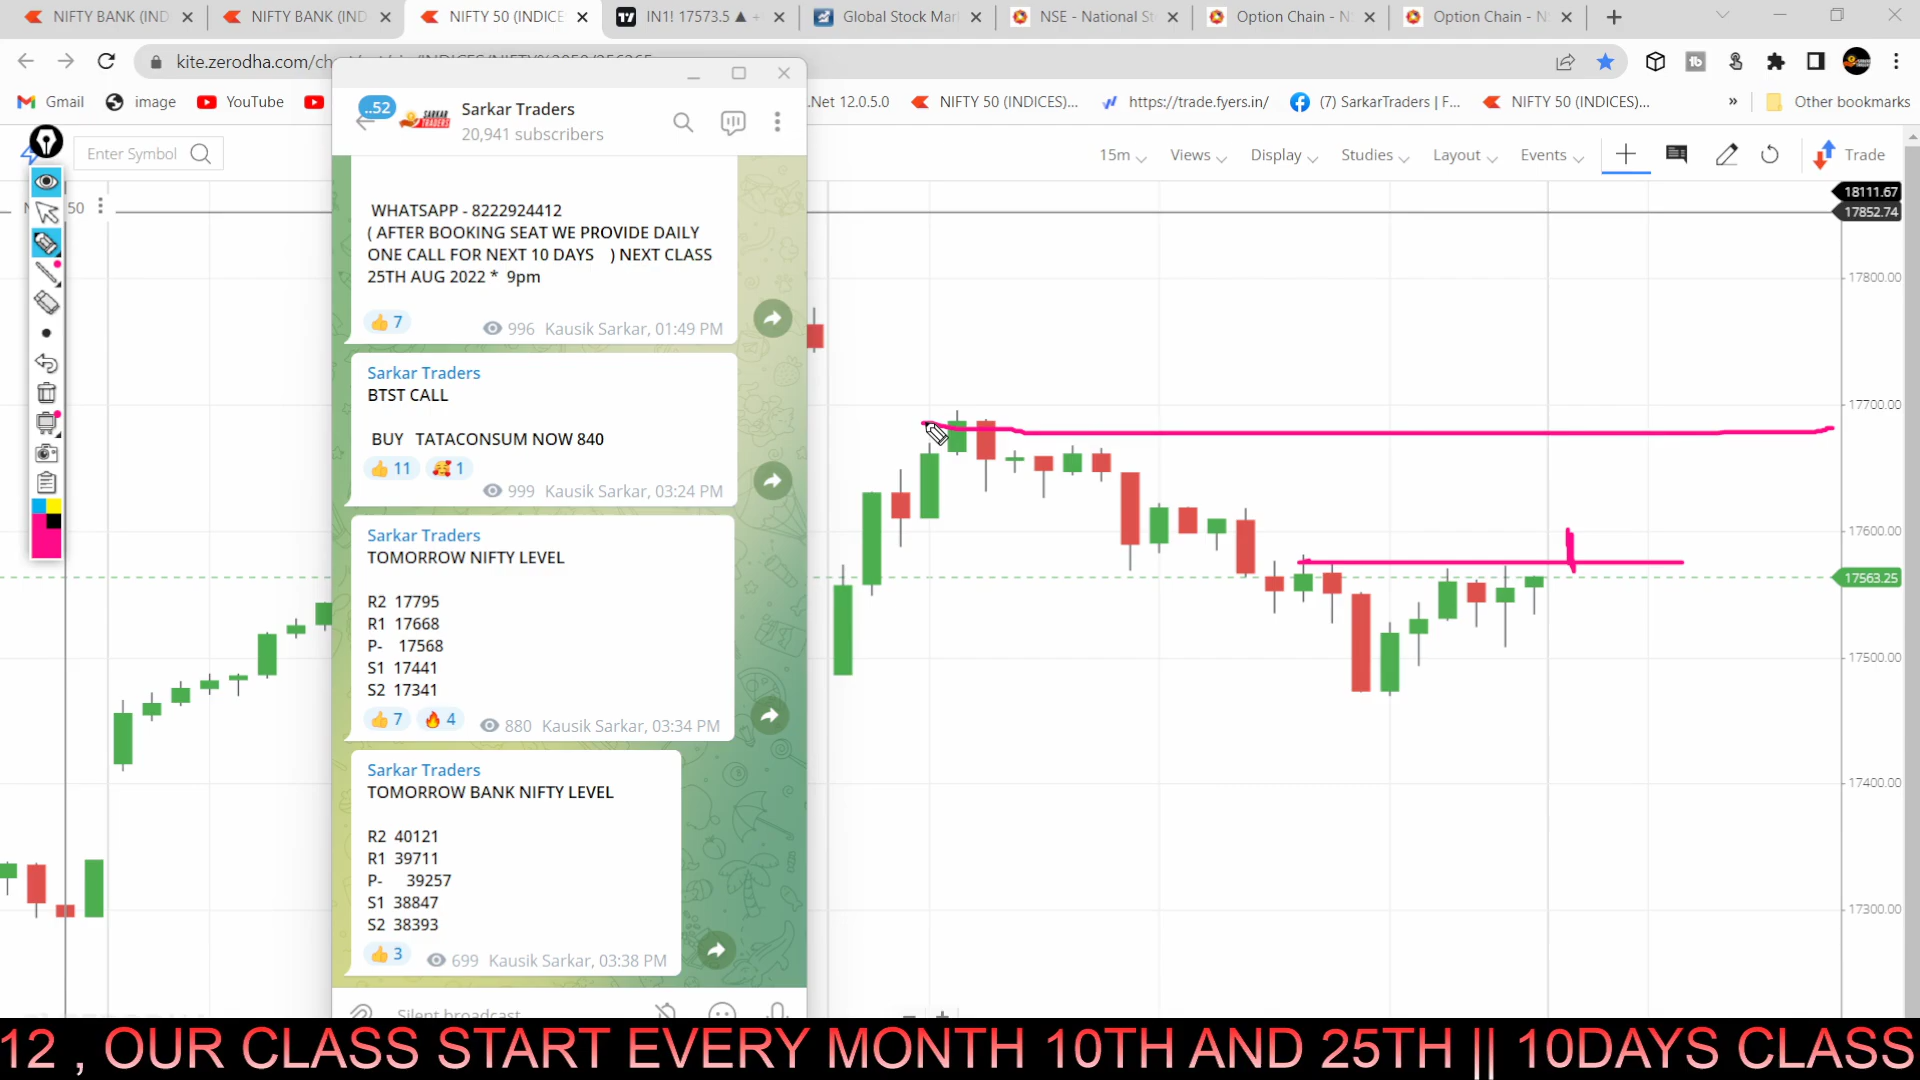 NIFTY BANK (IND
NIFTY BANK (IND
NIFTY 50 (INDICE
IN1! 17573.5 ▲ +
Global Stock Mar
NSE - National St
Option Chain - N
Option Chain - N
kite.zerodha.com/
Gmail
image
YouTube
.Net 12.0.5.0
NIFTY 50 (INDICES)...
https://trade.fyers.in/
(7) SarkarTraders | F...
NIFTY 50 (INDICES)...
»
Other bookmarks
..52
Sarkar Traders
20,941 subscribers
Enter Symbol
15m
Views
Display
Studies
Layout
Events
Trade
50
WHATSAPP - 8222924412
( AFTER BOOKING SEAT WE PROVIDE DAILY
ONE CALL FOR NEXT 10 DAYS ) NEXT CLASS
25TH AUG 2022 * 9pm
👍 7
996 Kausik Sarkar, 01:49 PM
Sarkar Traders
BTST CALL
BUY TATACONSUM NOW 840
👍 11 🥰 1
999 Kausik Sarkar, 03:24 PM
Sarkar Traders
TOMORROW NIFTY LEVEL
R2 17795
R1 17668
P- 17568
S1 17441
S2 17341
👍 7 🔥 4 880 Kausik Sarkar, 03:34 PM
Sarkar Traders
TOMORROW BANK NIFTY LEVEL
R2 40121
R1 39711
P- 39257
S1 38847
S2 38393
👍 3 699 Kausik Sarkar, 03:38 PM
Silent broadcast
18111.67
17852.74
17800.00
17700.00
17600.00
17563.25
17500.00
17400.00
17300.00
12 , OUR CLASS START EVERY MONTH 10TH AND 25TH || 10DAYS CLASS